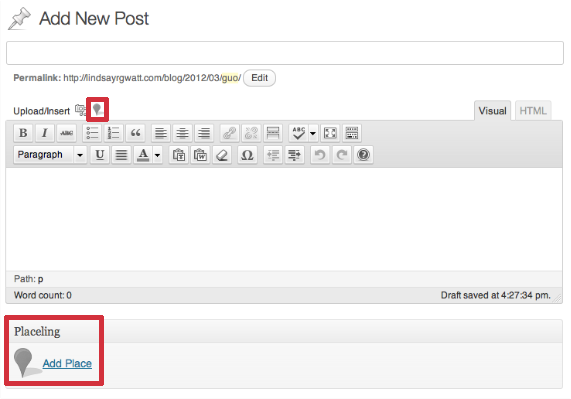 Add New Post
Permalink: http://lindsayrgwatt.com/blog/2012/03/guo/ Edit
Upload/Insert Visual HTML
B I ABC “ ABC
Paragraph U A T W Ω ?
Path: p
Word count: 0 Draft saved at 4:27:34 pm.
Placeling
Add Place